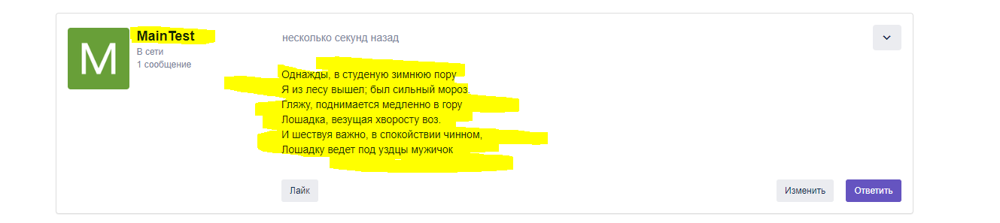 M
MainTest
В сети
1 сообщение
несколько секунд назад
Однажды, в студеную зимнюю пору
Я из лесу вышел; был сильный мороз.
Гляжу, поднимается медленно в гору
Лошадка, везущая хворосту воз.
И шествуя важно, в спокойствии чинном,
Лошадку ведет под уздцы мужичок
Лайк
Изменить
Ответить